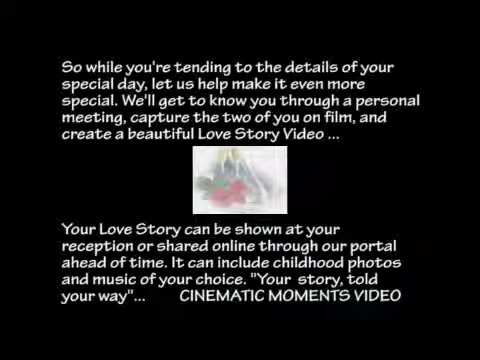 So while you're tending to the details of your
special day, let us help make it even more
special. We'll get to know you through a personal
meeting, capture the two of you on film, and
create a beautiful Love Story Video ...
Your Love Story can be shown at your
reception or shared online through our portal
ahead of time. It can include childhood photos
and music of your choice. "Your story, told
your way"... CINEMATIC MOMENTS VIDEO